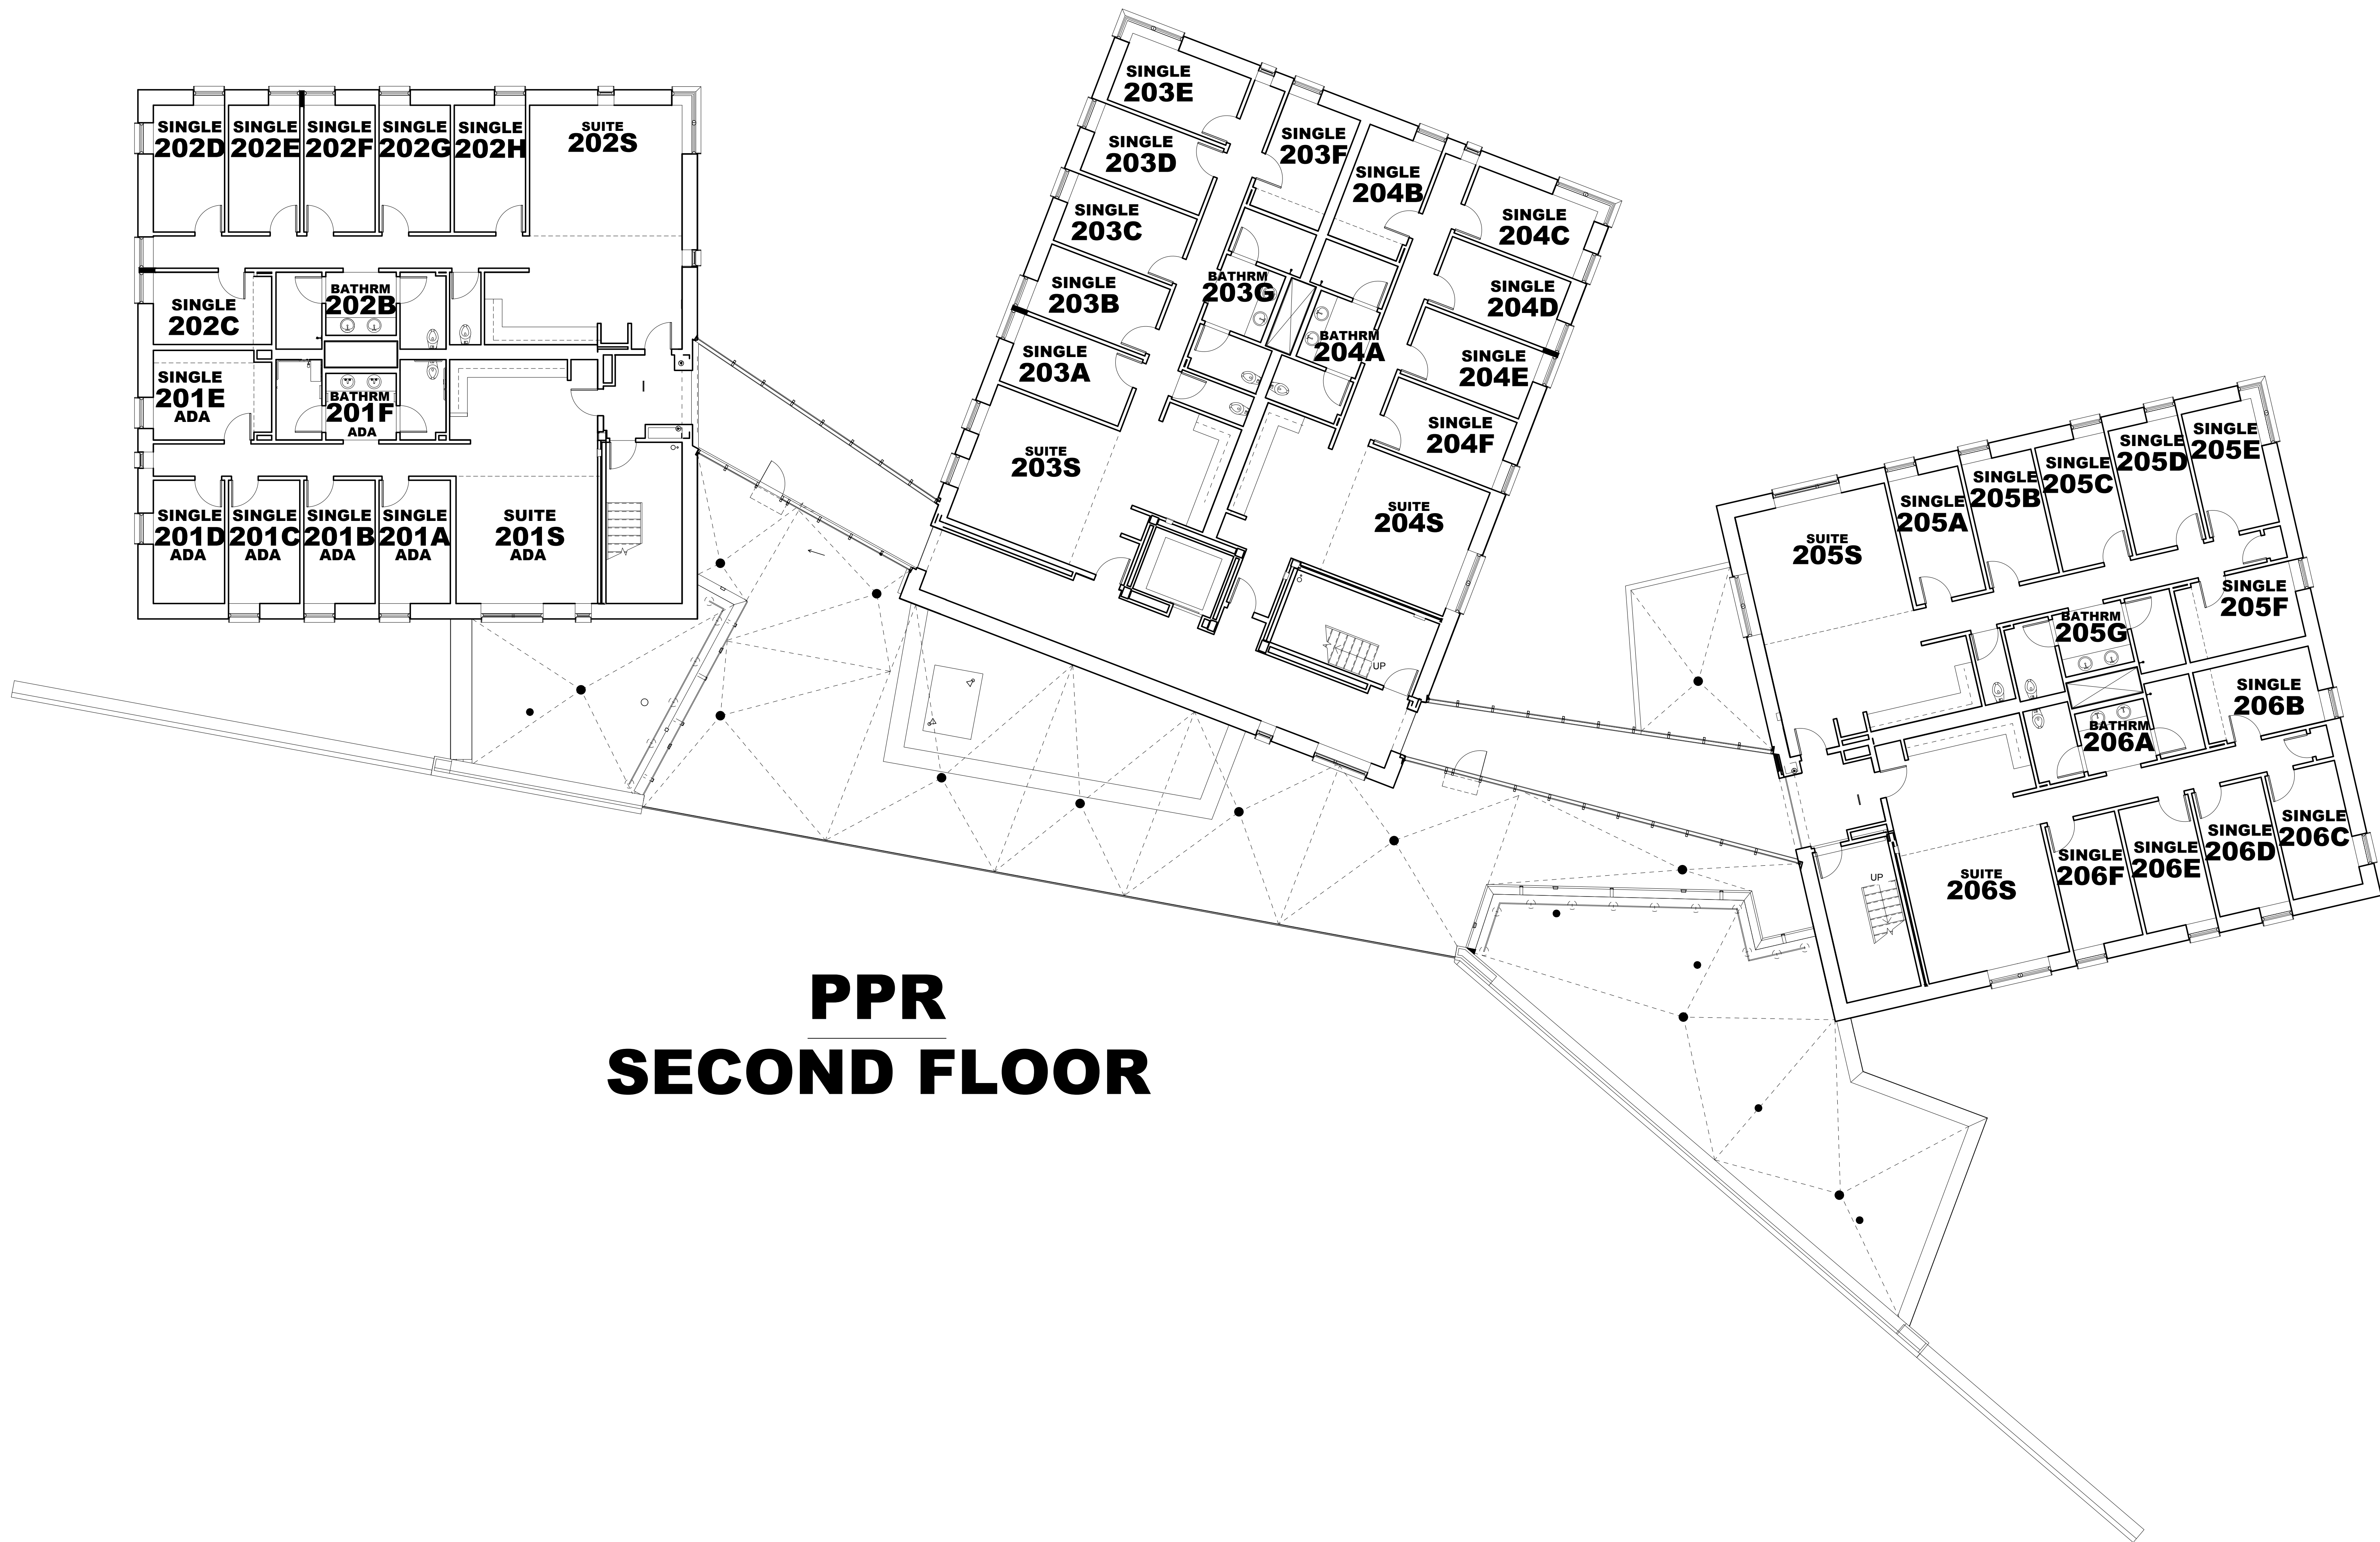 SINGLE
202D
SINGLE
202E
SINGLE
202F
SINGLE
202G
SINGLE
202H
SUITE
202S
SINGLE
202C
BATHRM
202B
SINGLE
201E
ADA
BATHRM
201F
ADA
SINGLE
201D
ADA
SINGLE
201C
ADA
SINGLE
201B
ADA
SINGLE
201A
ADA
SUITE
201S
ADA
SINGLE
203E
SINGLE
203D
SINGLE
203C
SINGLE
203B
SINGLE
203A
SUITE
203S
SINGLE
203F
BATHRM
203G
SINGLE
204B
BATHRM
204A
SINGLE
204C
SINGLE
204D
SINGLE
204E
SINGLE
204F
SUITE
204S
UP
SUITE
205S
SINGLE
205A
SINGLE
205B
SINGLE
205C
SINGLE
205D
SINGLE
205E
SINGLE
205F
BATHRM
205G
SINGLE
206B
BATHRM
206A
SINGLE
206C
SINGLE
206D
SINGLE
206E
SINGLE
206F
SUITE
206S
UP
PPR
SECOND FLOOR